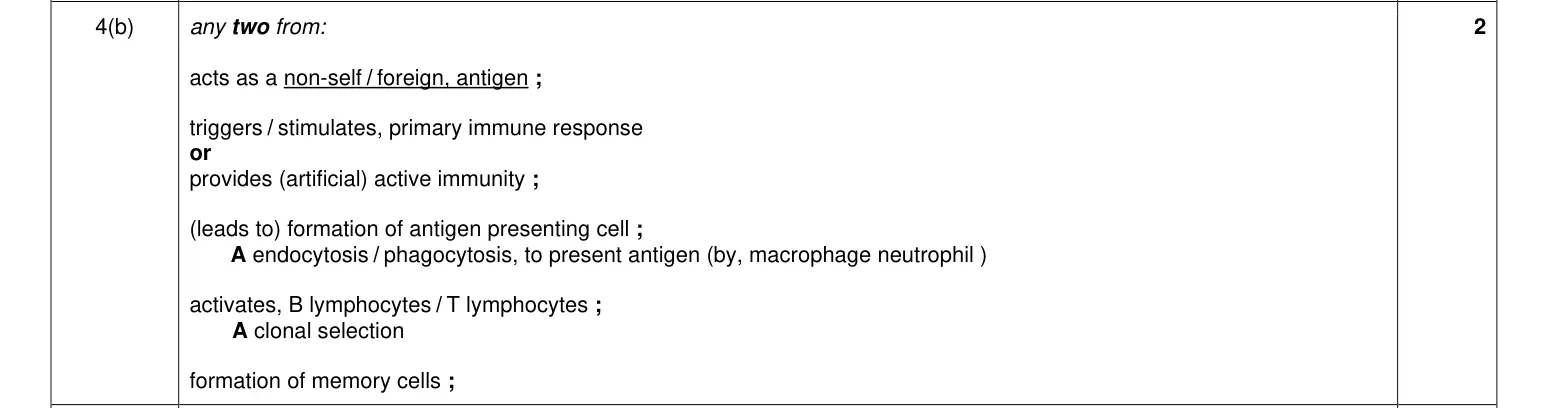 4(b) any two from: 2
acts as a non-self / foreign, antigen ;
triggers / stimulates, primary immune response
or
provides (artificial) active immunity ;
(leads to) formation of antigen presenting cell ;
A endocytosis / phagocytosis, to present antigen (by, macrophage neutrophil )
activates, B lymphocytes / T lymphocytes ;
A clonal selection
formation of memory cells ;